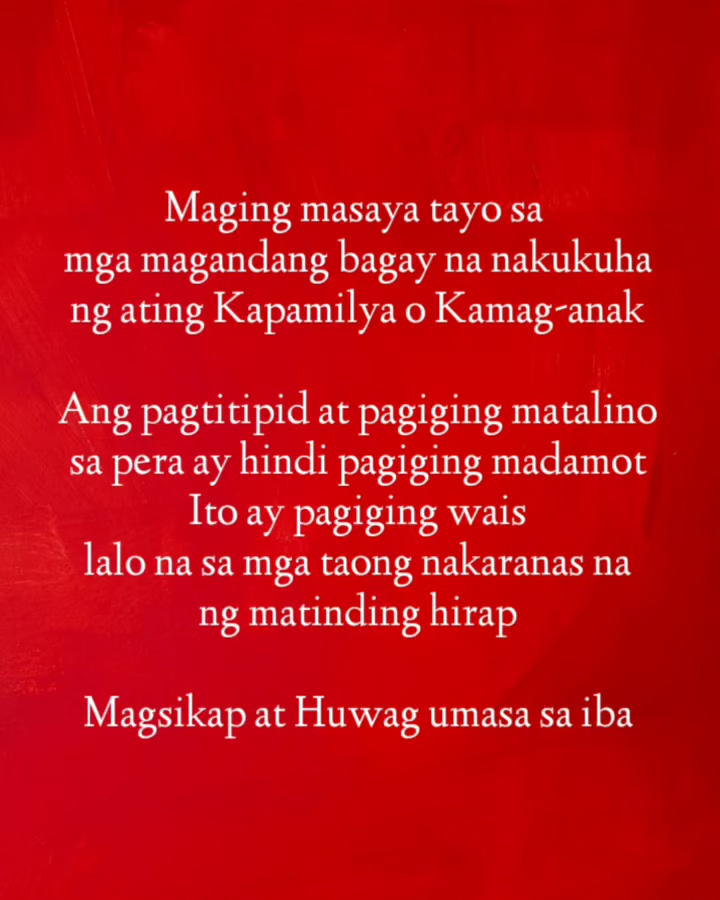 Maging masaya tayo sa
mga magandang bagay na nakukuha
ng ating Kapamilya o Kamag-anak
Ang pagtitipid at pagiging matalino
sa pera ay hindi pagiging madamot
Ito ay pagiging wais
lalo na sa mga taong nakaranas na
ng matinding hirap
Magsikap at Huwag umasa sa iba